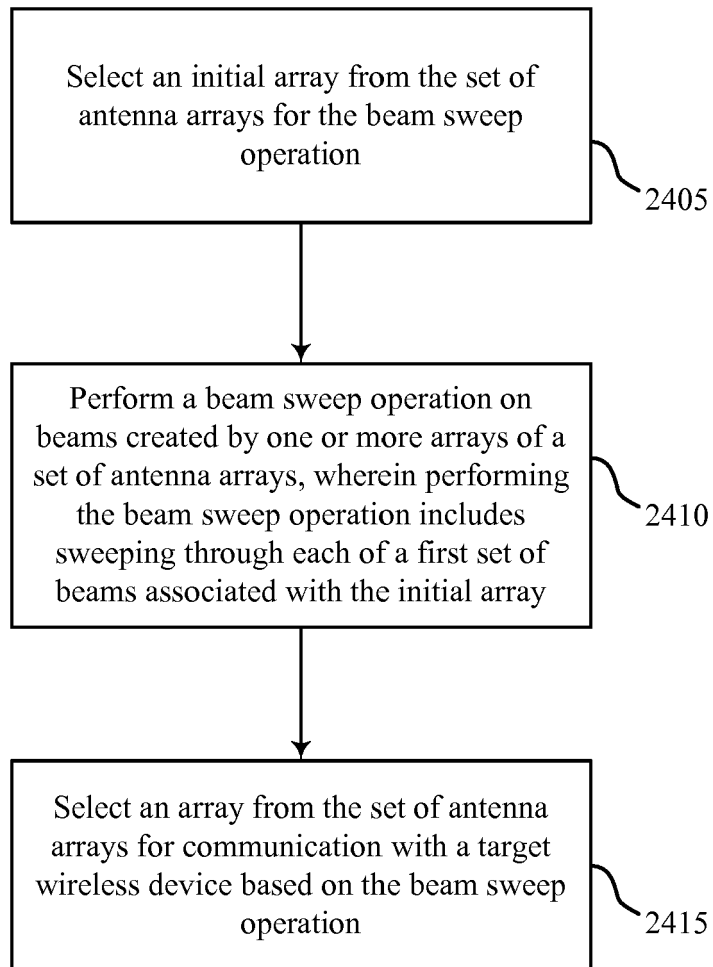 Select an initial array from the set of
antenna arrays for the beam sweep
operation
2405
Perform a beam sweep operation on
beams created by one or more arrays of a
set of antenna arrays, wherein performing
the beam sweep operation includes
sweeping through each of a first set of
beams associated with the initial array
2410
Select an array from the set of antenna
arrays for communication with a target
wireless device based on the beam sweep
operation
2415